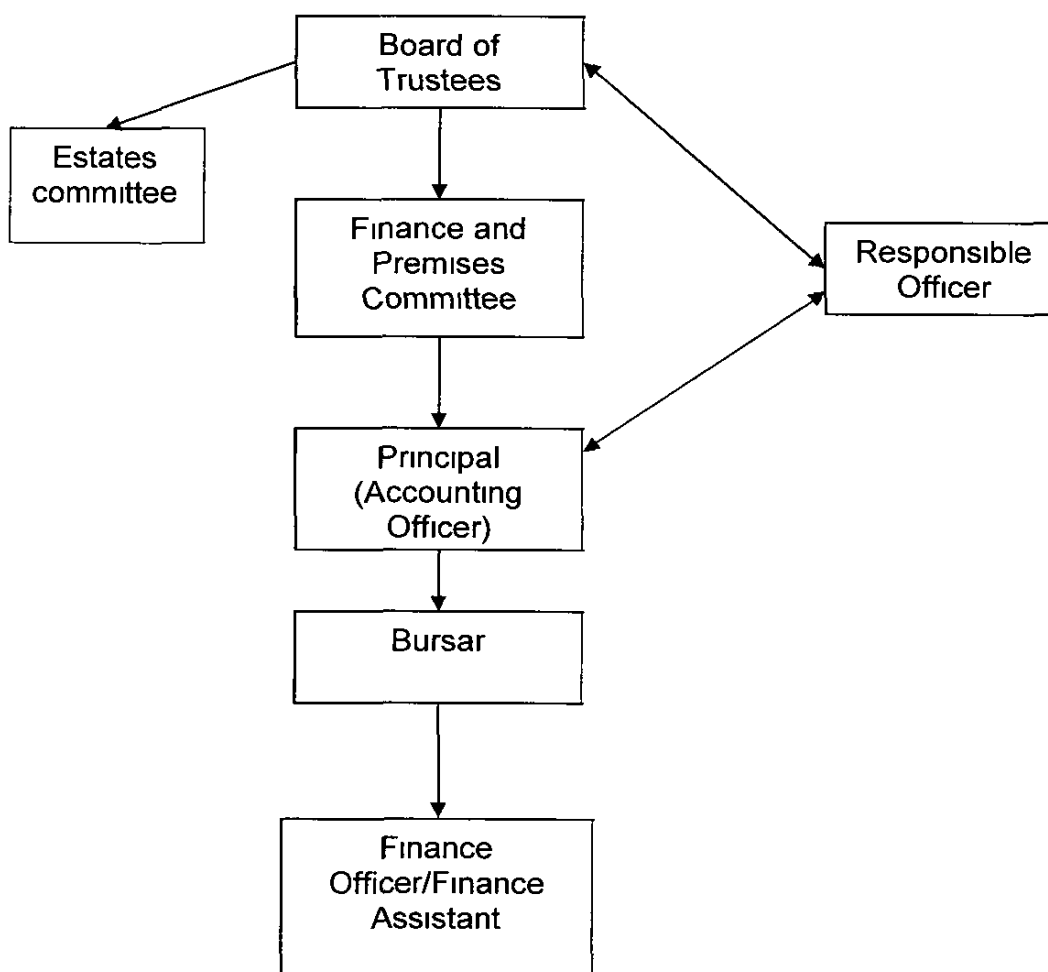 Board of
Trustees
Estates
committee
Finance and
Premises
Committee
Responsible
Officer
Principal
(Accounting
Officer)
Bursar
Finance
Officer/Finance
Assistant